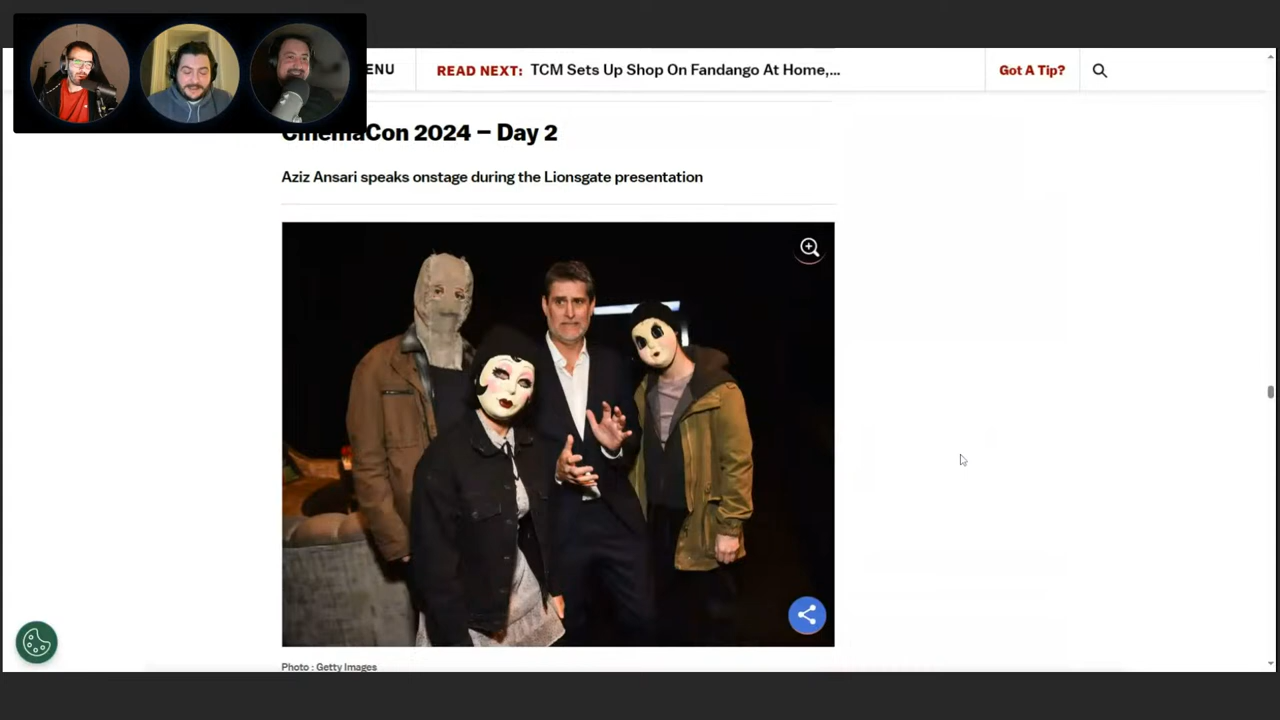 ENU
READ NEXT: TCM Sets Up Shop On Fandango At Home,...
Got A Tip?
CinemaCon 2024 – Day 2
Aziz Ansari speaks onstage during the Lionsgate presentation
Photo : Getty Images